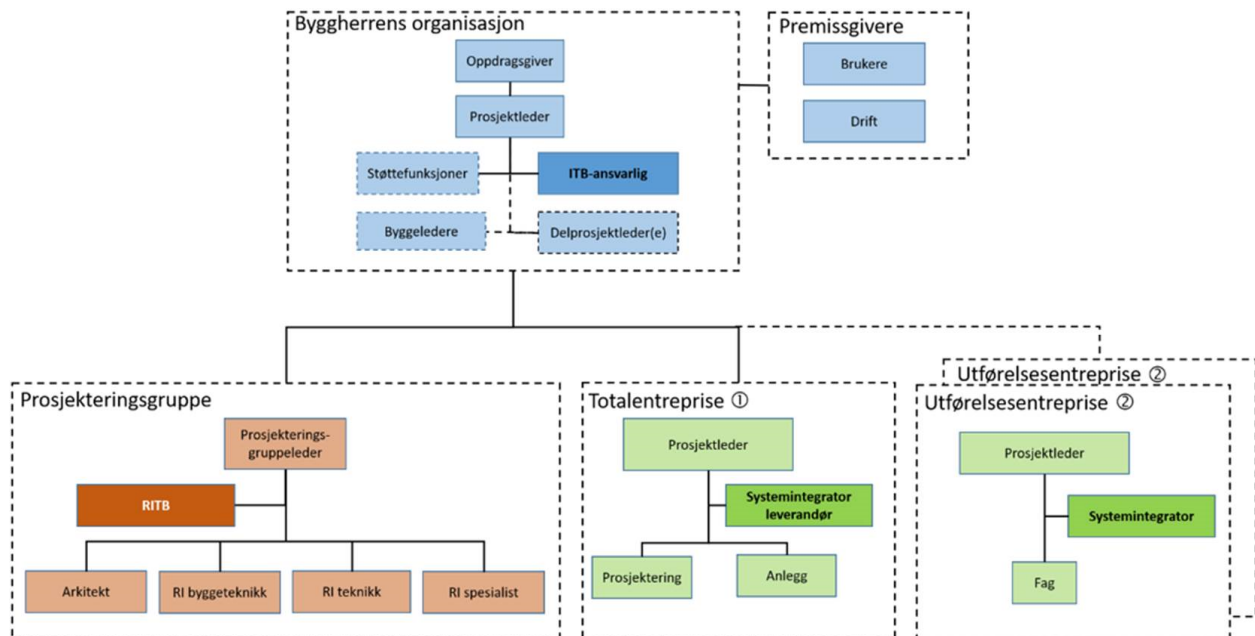 Byggherrens organisasjon
Oppdragsgiver
Prosjektleder
Støttefunksjoner
ITB-ansvarlig
Byggeledere
Delprosjektleder(e)
Premissgivere
Brukere
Drift
Prosjekteringsgruppe
Prosjekterings-
gruppeleder
RITB
Arkitekt
RI byggeteknikk
RI teknikk
RI spesialist
Totalentreprise ①
Prosjektleder
Systemintegrator
leverandør
Prosjektering
Anlegg
Utførelsesentreprise ②
Utførelsesentreprise ②
Prosjektleder
Systemintegrator
Fag